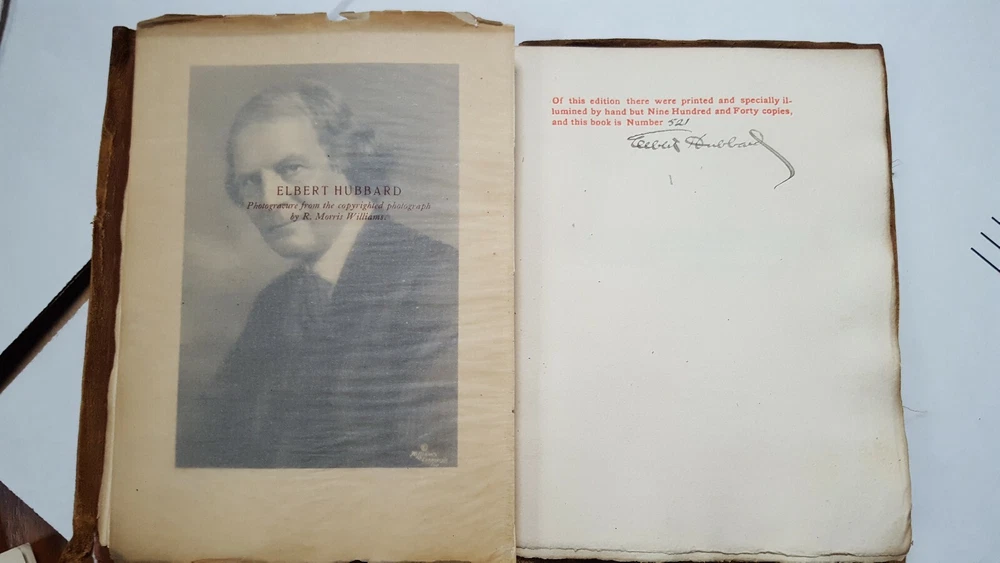 ELBERT HUBBARD
Photogravure from the copyrighted photograph
by R. Morris Williams.
Of this edition there were printed and specially il-
lumined by hand but Nine Hundred and Forty copies,
and this book is Number 521
Elbert Hubbard